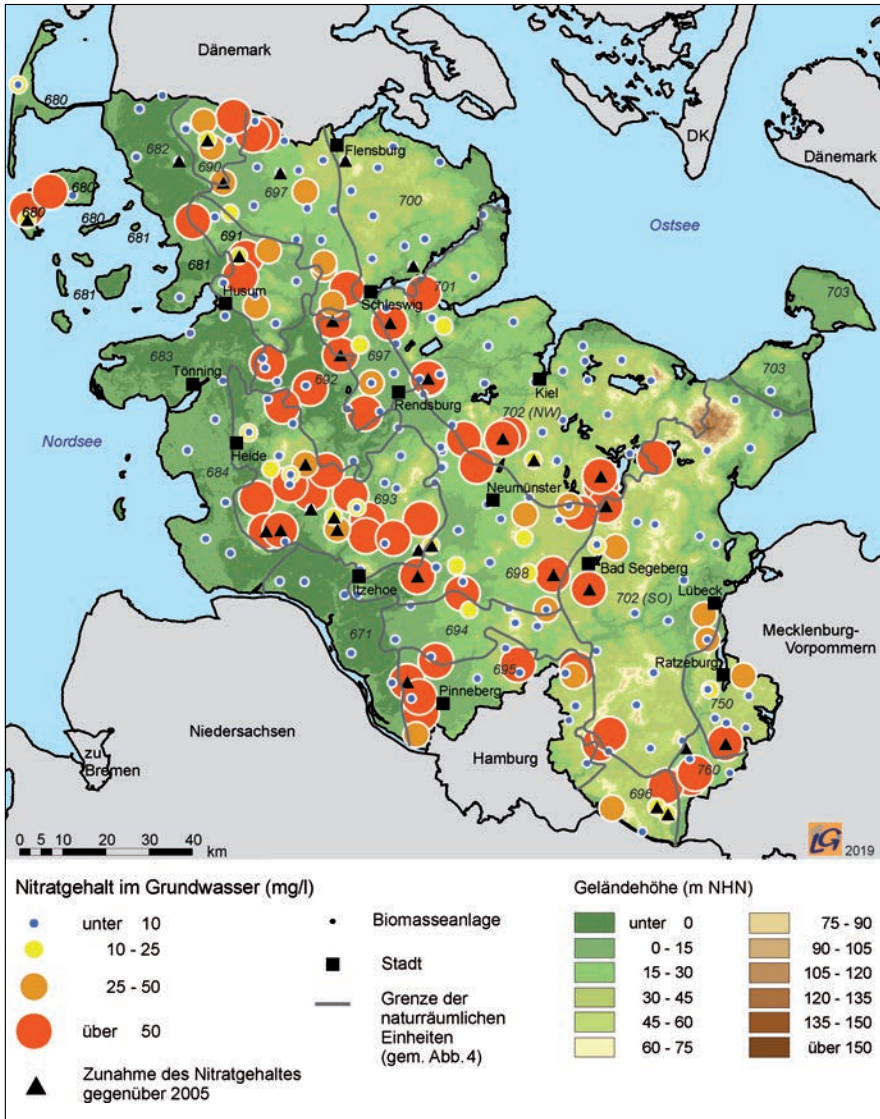 Dänemark
680
680
DK
Dänemark
682
690
Flensburg
697
700
680
680
680
681
691
681
681
Ostsee
Husum
Schleswig
701
703
683
Tönning
697
692
Rendsburg
Kiel
703
702 (NW)
Nordsee
Heide
684
693
Neumünster
Itzehoe
698
Bad Segeberg
702 (SO)
Lübeck
671
694
Mecklenburg-
Vorpommern
695
Ratzeburg
Pinneberg
750
Niedersachsen
Hamburg
zu
Bremen
760
696
0 5 10 20 30 40
km
LG 2019
Nitratgehalt im Grundwasser (mg/l)
unter 10
10 - 25
25 - 50
über 50
Zunahme des Nitratgehaltes
gegenüber 2005
Biomasseanlage
Stadt
Grenze der
naturräumlichen
Einheiten
(gem. Abb. 4)
Geländehöhe (m NHN)
unter 0
0 - 15
15 - 30
30 - 45
45 - 60
60 - 75
75 - 90
90 - 105
105 - 120
120 - 135
135 - 150
über 150